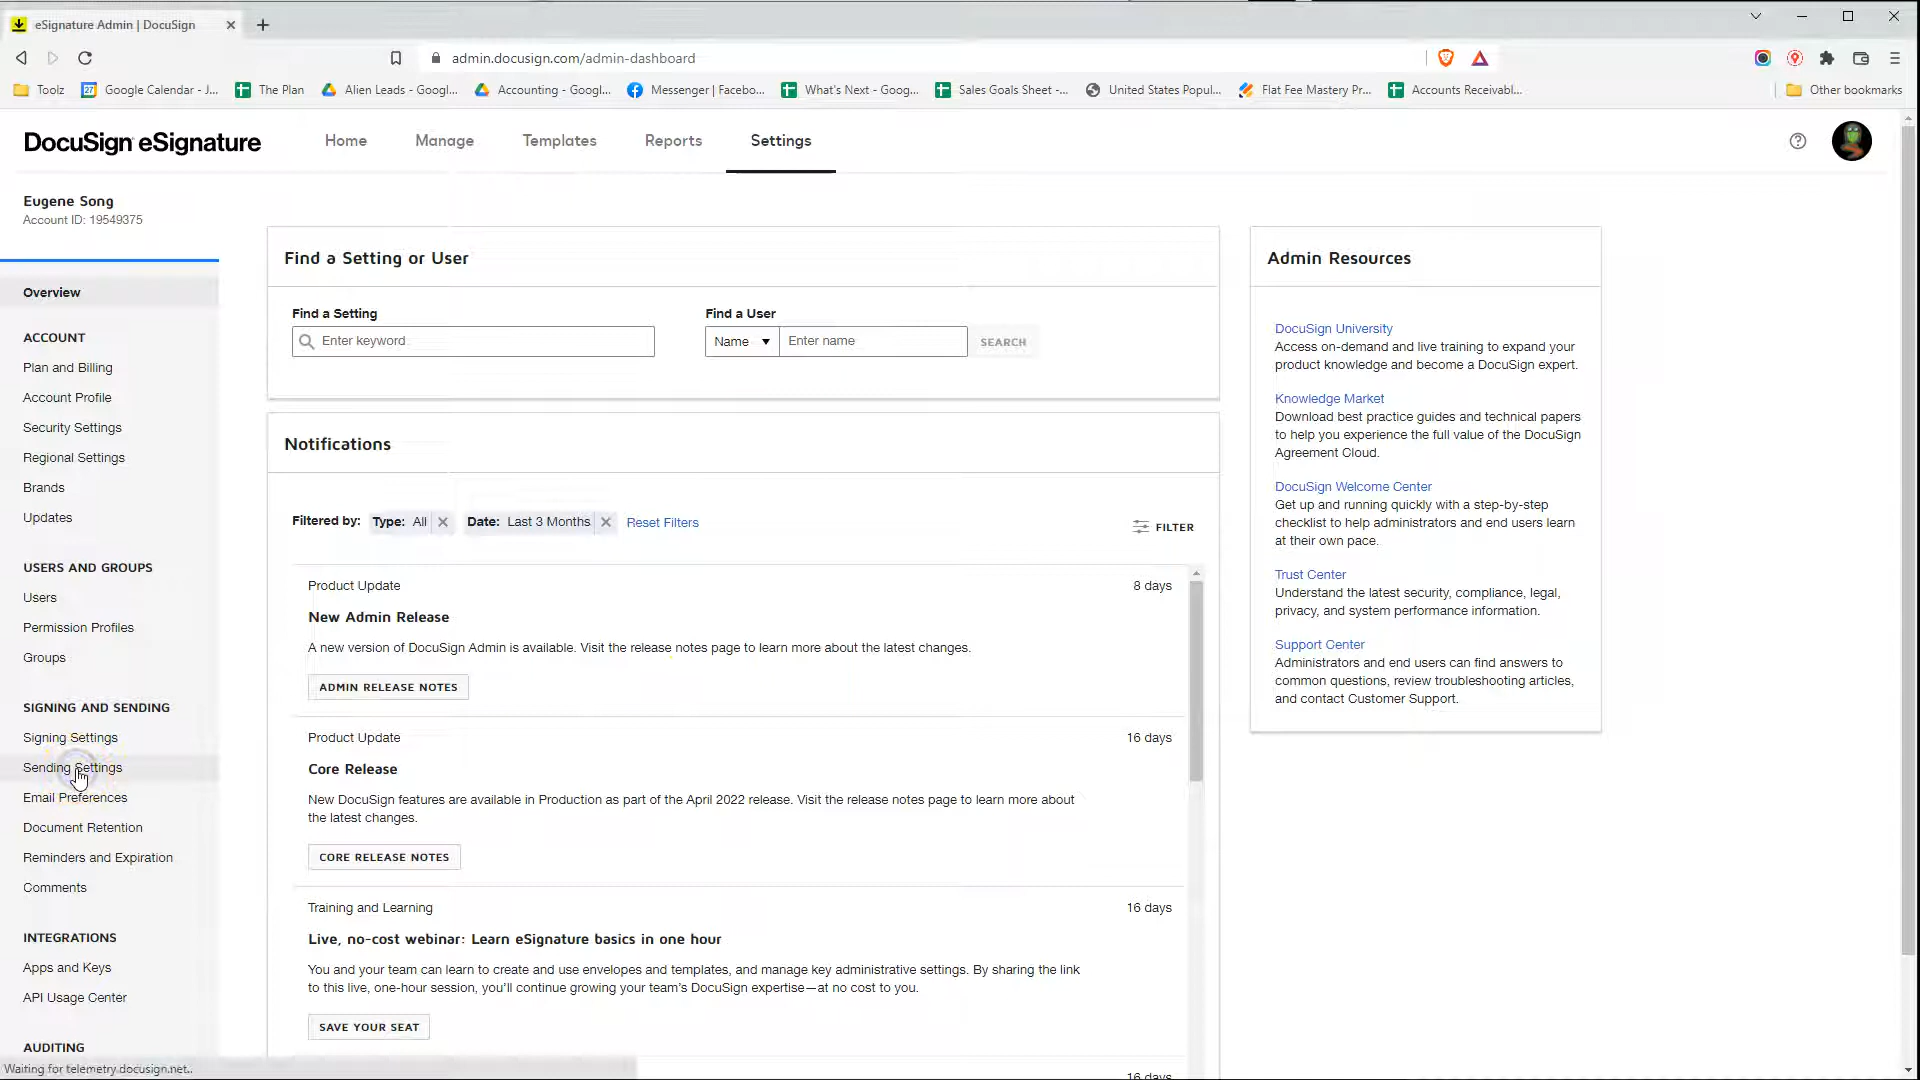 eSignature Admin | DocuSign
admin.docusign.com/admin-dashboard
Toolz
27
Google Calendar - J...
The Plan
Alien Leads - Googl...
Accounting - Googl...
Messenger | Facebo...
What's Next - Goog...
Sales Goals Sheet -...
United States Popul...
Flat Fee Mastery Pr...
Accounts Receivabl...
Other bookmarks
DocuSign eSignature
Home
Manage
Templates
Reports
Settings
Eugene Song
Account ID: 19549375
Overview
ACCOUNT
Plan and Billing
Account Profile
Security Settings
Regional Settings
Brands
Updates
USERS AND GROUPS
Users
Permission Profiles
Groups
SIGNING AND SENDING
Signing Settings
Sending Settings
Email Preferences
Document Retention
Reminders and Expiration
Comments
INTEGRATIONS
Apps and Keys
API Usage Center
AUDITING
Waiting for telemetry.docusign.net...
Find a Setting or User
Find a Setting
Enter keyword
Find a User
Name
Enter name
SEARCH
Notifications
Filtered by:
Type: All
Date: Last 3 Months
Reset Filters
FILTER
Product Update
8 days
New Admin Release
A new version of DocuSign Admin is available. Visit the release notes page to learn more about the latest changes.
ADMIN RELEASE NOTES
Product Update
16 days
Core Release
New DocuSign features are available in Production as part of the April 2022 release. Visit the release notes page to learn more about
the latest changes.
CORE RELEASE NOTES
Training and Learning
16 days
Live, no-cost webinar: Learn eSignature basics in one hour
You and your team can learn to create and use envelopes and templates, and manage key administrative settings. By sharing the link
to this live, one-hour session, you'll continue growing your team's DocuSign expertise—at no cost to you.
SAVE YOUR SEAT
16 days
Admin Resources
DocuSign University
Access on-demand and live training to expand your
product knowledge and become a DocuSign expert.
Knowledge Market
Download best practice guides and technical papers
to help you experience the full value of the DocuSign
Agreement Cloud.
DocuSign Welcome Center
Get up and running quickly with a step-by-step
checklist to help administrators and end users learn
at their own pace.
Trust Center
Understand the latest security, compliance, legal,
privacy, and system performance information.
Support Center
Administrators and end users can find answers to
common questions, review troubleshooting articles,
and contact Customer Support.